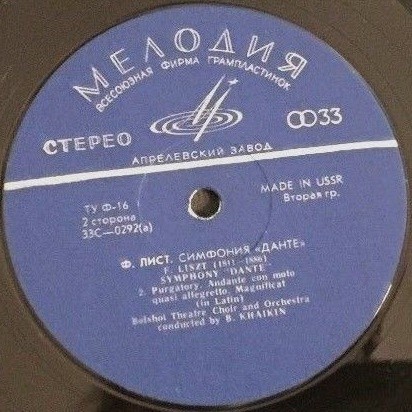 МЕЛОДИЯ
ВСЕСОЮЗНАЯ ФИРМА ГРАМПЛАСТИНОК
СТЕРЕО
33
АПРЕЛЕВСКИЙ ЗАВОД
ТУ Ф-16
2 сторона
33С—0292(а)
MADE IN USSR
Вторая гр.
Ф. ЛИСТ. СИМФОНИЯ «ДАНТЕ»
F. LISZT (1811—1886).
SYMPHONY "DANTE"
2. Purgatory. Andante con moto
quasi allegretto. Magnificat
(in Latin)
Bolshoi Theatre Choir and Orchestra
conducted by B. KHAIKIN